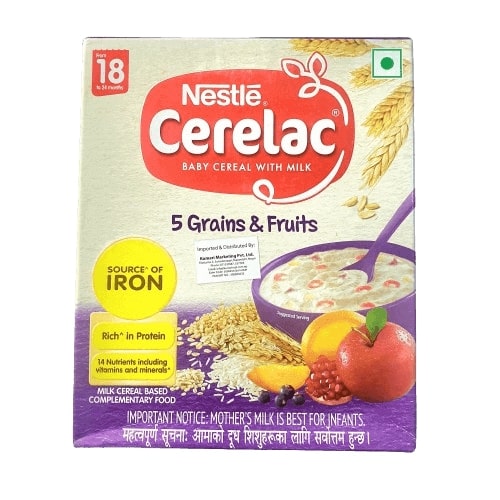 From
18
to 24 months
Nestlé®
Cerelac®
BABY CEREAL WITH MILK
5 Grains & Fruits
Imported & Distributed By:
Kumari Marketing Pvt. Ltd.
SOURCE^ OF
IRON
Rich^ in Protein
14 Nutrients including
vitamins and minerals^
Suggested Serving
MILK CEREAL BASED
COMPLEMENTARY FOOD
IMPORTANT NOTICE: MOTHER'S MILK IS BEST FOR INFANTS.
महत्वपूर्ण सूचनाः आमाको दूध शिशुहरूका लागि सर्वोत्तम हुन्छ।